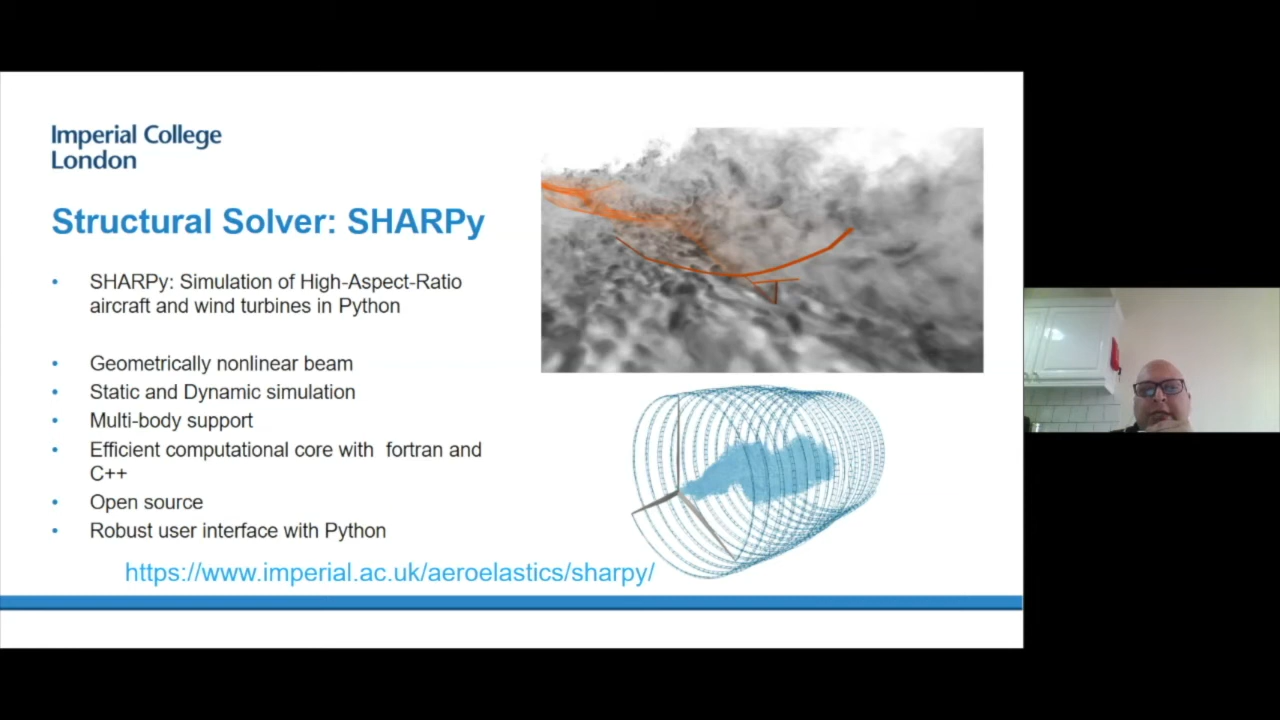 Imperial College
London
Structural Solver: SHARPy
• SHARPy: Simulation of High-Aspect-Ratio
aircraft and wind turbines in Python
• Geometrically nonlinear beam
• Static and Dynamic simulation
• Multi-body support
• Efficient computational core with fortran and
C++
• Open source
• Robust user interface with Python
https://www.imperial.ac.uk/aeroelastics/sharpy/